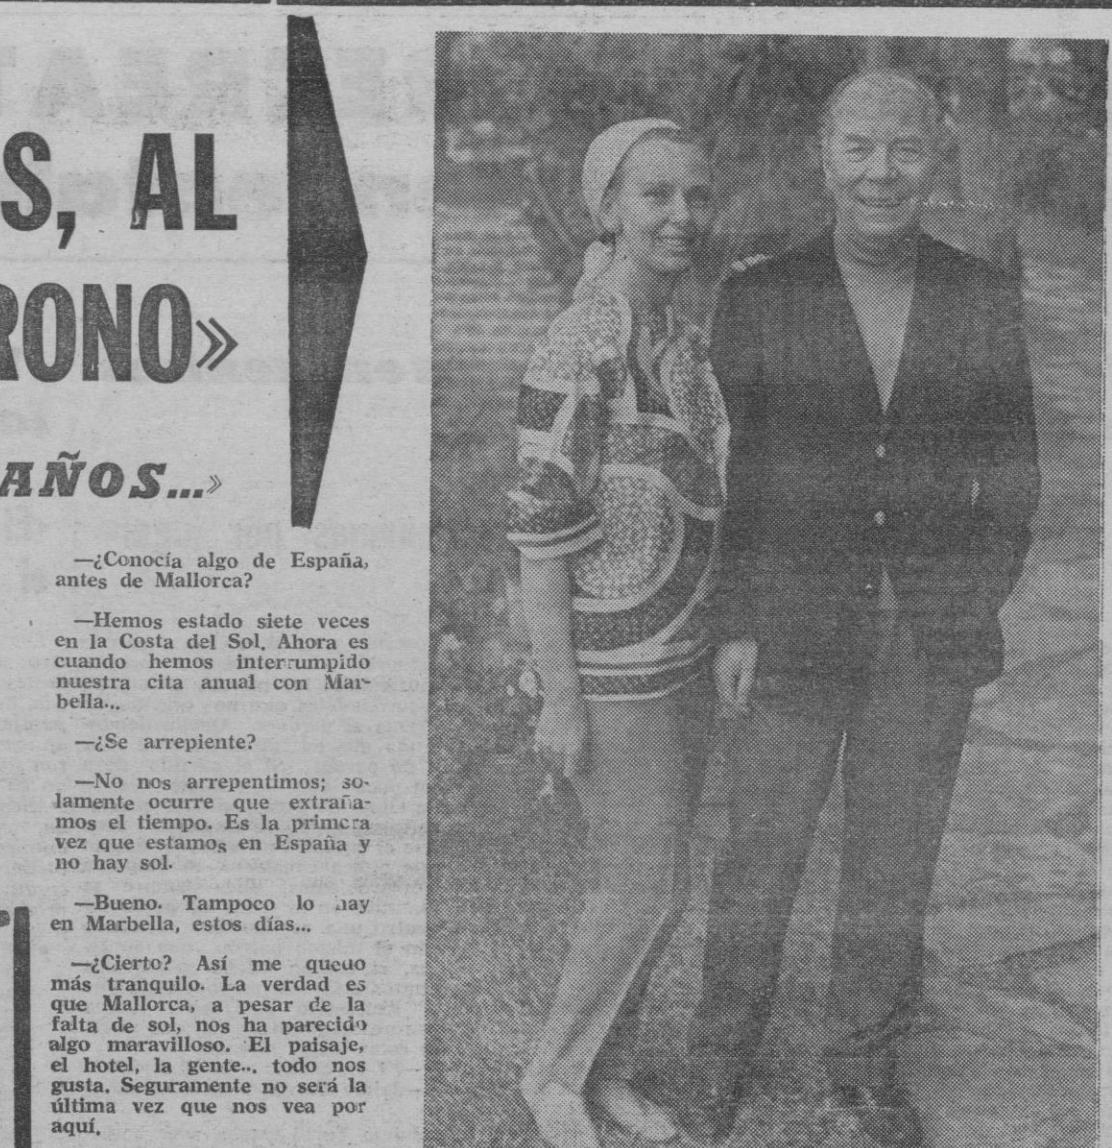 S, AL
RONO»
AÑOS...»
—¿Conocía algo de España,
antes de Mallorca?
—Hemos estado siete veces
en la Costa del Sol. Ahora es
cuando hemos interrumpido
nuestra cita anual con Mar-
bella...
—¿Se arrepiente?
—No nos arrepentimos; so-
lamente ocurre que extraña-
mos el tiempo. Es la primera
vez que estamos en España y
no hay sol.
—Bueno. Tampoco lo hay
en Marbella, estos días...
—¿Cierto? Así me quedo
más tranquilo. La verdad es
que Mallorca, a pesar de la
falta de sol, nos ha parecido
algo maravilloso. El paisaje,
el hotel, la gente... todo nos
gusta. Seguramente no será la
última vez que nos vea por
aquí.